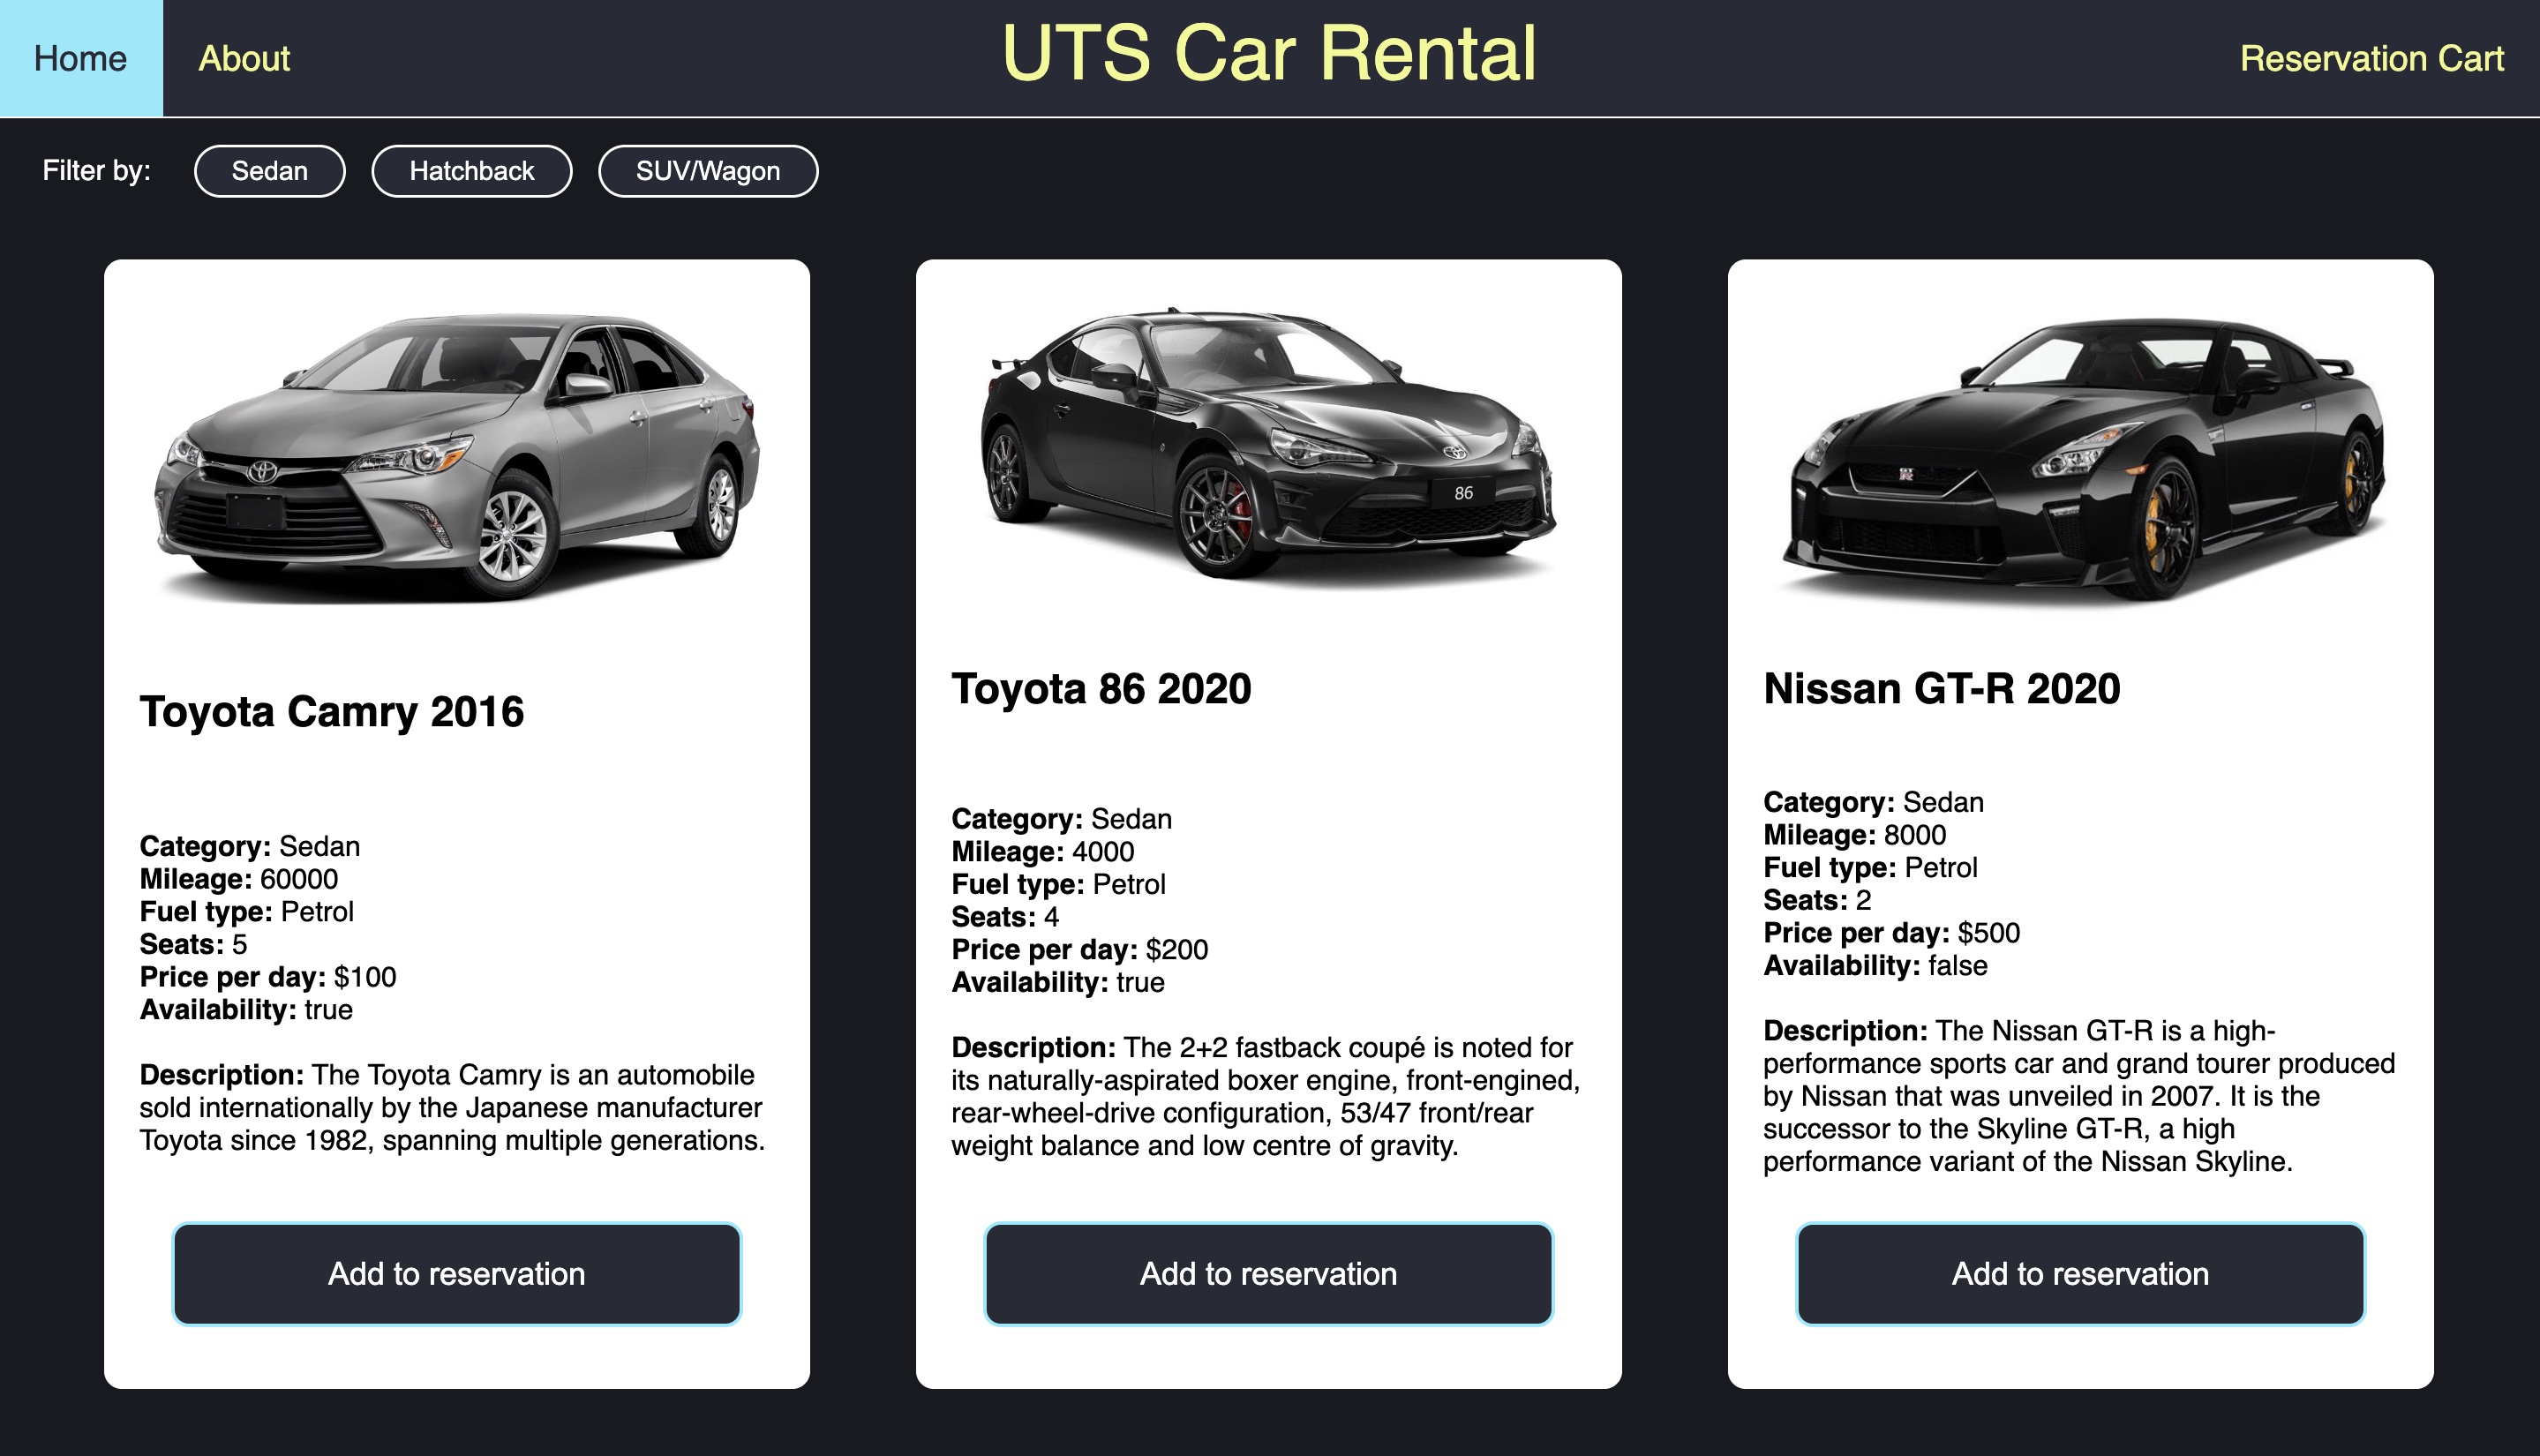 Home
About
UTS Car Rental
Reservation Cart
Filter by:
Sedan
Hatchback
SUV/Wagon
Toyota Camry 2016
Category: Sedan
Mileage: 60000
Fuel type: Petrol
Seats: 5
Price per day: $100
Availability: true
Description: The Toyota Camry is an automobile
sold internationally by the Japanese manufacturer
Toyota since 1982, spanning multiple generations.
Add to reservation
86
Toyota 86 2020
Category: Sedan
Mileage: 4000
Fuel type: Petrol
Seats: 4
Price per day: $200
Availability: true
Description: The 2+2 fastback coupé is noted for
its naturally-aspirated boxer engine, front-engined,
rear-wheel-drive configuration, 53/47 front/rear
weight balance and low centre of gravity.
Add to reservation
Nissan GT-R 2020
Category: Sedan
Mileage: 8000
Fuel type: Petrol
Seats: 2
Price per day: $500
Availability: false
Description: The Nissan GT-R is a high-
performance sports car and grand tourer produced
by Nissan that was unveiled in 2007. It is the
successor to the Skyline GT-R, a high
performance variant of the Nissan Skyline.
Add to reservation